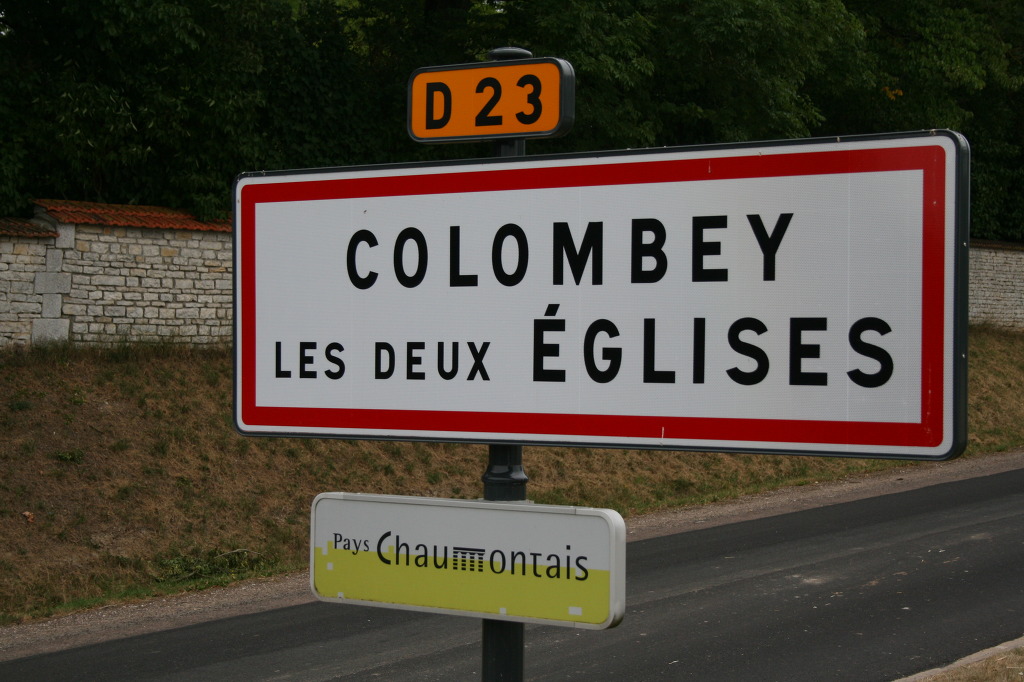 D 23
COLOMBEY
LES DEUX ÉGLISES
Pays Chaumontais